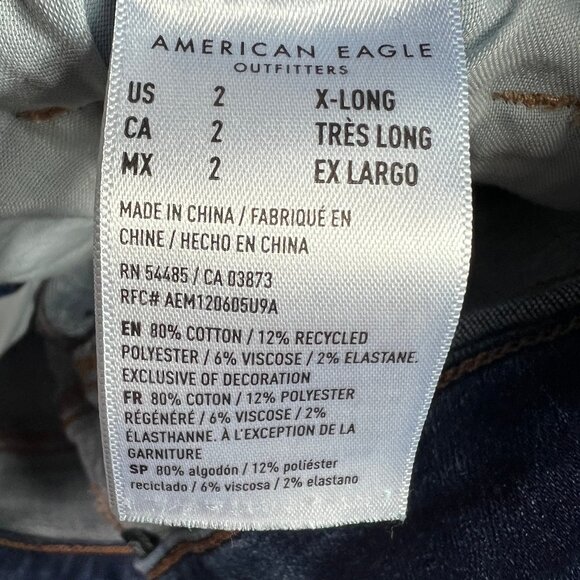 AMERICAN EAGLE
OUTFITTERS
US 2 X-LONG
CA 2 TRÈS LONG
MX 2 EX LARGO
MADE IN CHINA / FABRIQUÉ EN
CHINE / HECHO EN CHINA
RN 54485 / CA 03873
RFC# AEM120605U9A
EN 80% COTTON / 12% RECYCLED
POLYESTER / 6% VISCOSE / 2% ELASTANE.
EXCLUSIVE OF DECORATION
FR 80% COTON / 12% POLYESTER
RÉGÉNÉRÉ / 6% VISCOSE / 2%
ÉLASTHANNE. À L'EXCEPTION DE LA
GARNITURE
SP 80% algodón / 12% poliéster
reciclado / 6% viscosa / 2% elastano